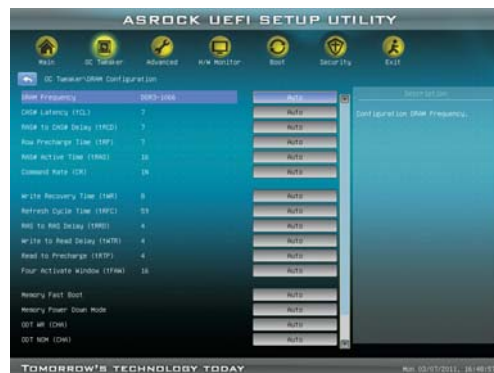 ASROCK UEFI SETUP UTILITY
Main OC Tweaker Advanced H/W Monitor Boot Security Exit
OC Tweaker\DRAM Configuration
Description
DRAM Frequency DDR3-1066 Auto
Configuration DRAM Frequency.
CAS# Latency (tCL) 7 Auto
RAS# to CAS# Delay (tRCD) 7 Auto
Row Precharge Time (tRP) 7 Auto
RAS# Active Time (tRAS) Auto
Command Rate (CR) 1N Auto
Write Recovery Time (tWR) 8 Auto
Refresh Cycle Time (tRFC) 59 Auto
RAS to RAS Delay (tRRD) 4 Auto
Write to Read Delay (tWTR) 4 Auto
Read to Precharge (tRTP) 4 Auto
Four Activate Window (tFAW) 16 Auto
Memory Fast Boot Auto
Memory Power Down Mode Auto
ODT WR (CHA) Auto
ODT NOM (CHA) Auto
TOMORROW'S TECHNOLOGY TODAY
Mon 03/07/2011,